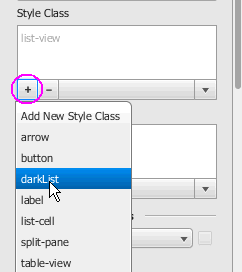 Style Class
list-view
+ −
Add New Style Class
arrow
button
darkList
label
list-cell
split-pane
table-view